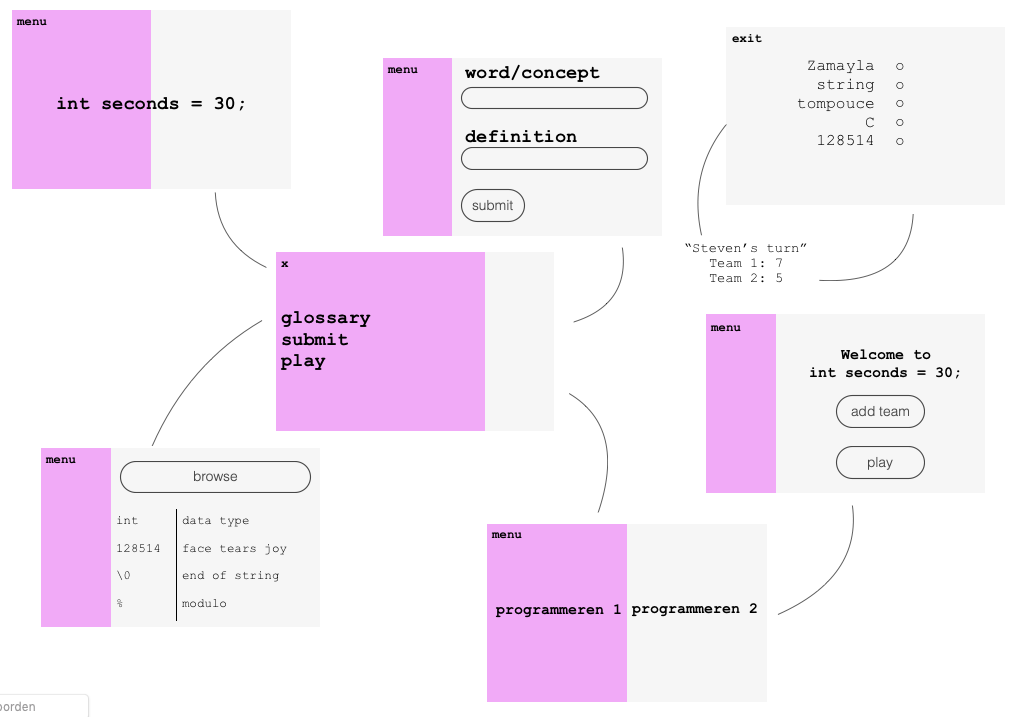 menu
int seconds = 30;
menu
word/concept
definition
submit
exit
Zamayla o
string o
tompouce o
C o
128514 o
“Steven’s turn”
Team 1: 7
Team 2: 5
x
glossary
submit
play
menu
Welcome to
int seconds = 30;
add team
play
menu
browse
int data type
128514 face tears joy
\0 end of string
% modulo
menu
programmeren 1 programmeren 2